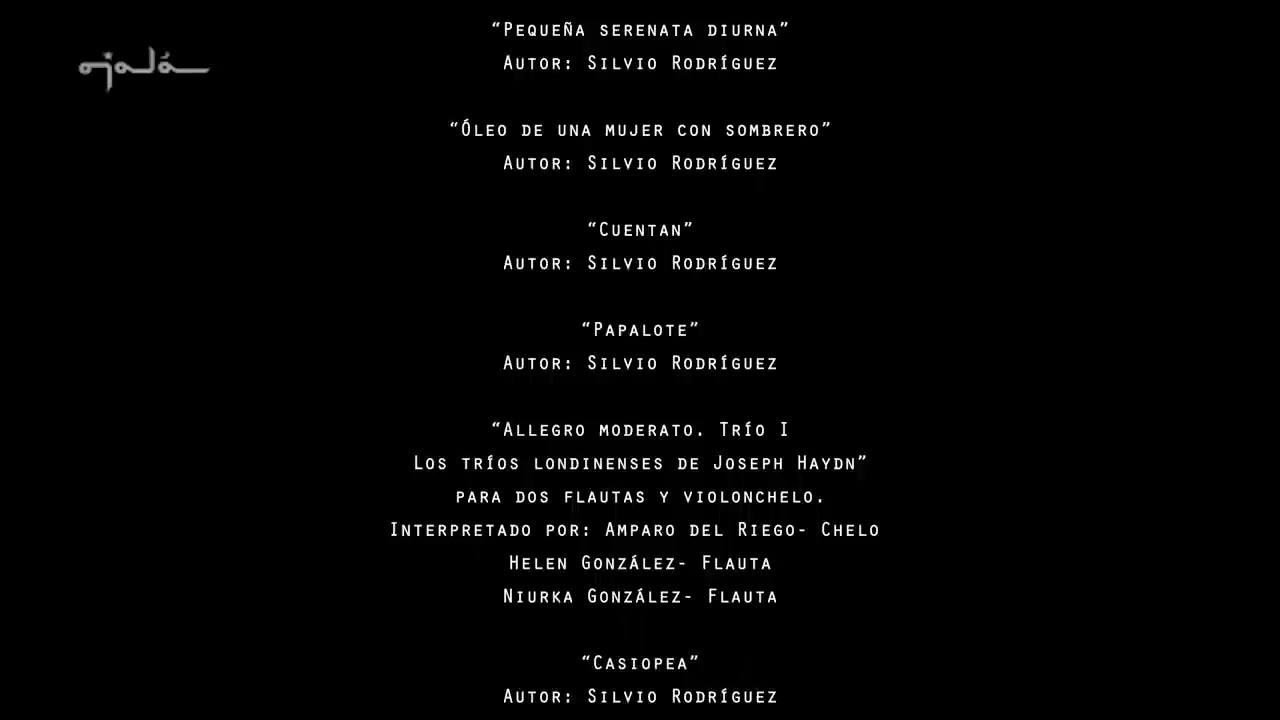 ojalá
“Pequeña serenata diurna”
Autor: Silvio Rodríguez
“Óleo de una mujer con sombrero”
Autor: Silvio Rodríguez
“Cuentan”
Autor: Silvio Rodríguez
“Papalote”
Autor: Silvio Rodríguez
“Allegro moderato. Trío I
Los tríos londinenses de Joseph Haydn”
para dos flautas y violonchelo.
Interpretado por: Amparo del Riego- Chelo
Helen González- Flauta
Niurka González- Flauta
“Casiopea”
Autor: Silvio Rodríguez